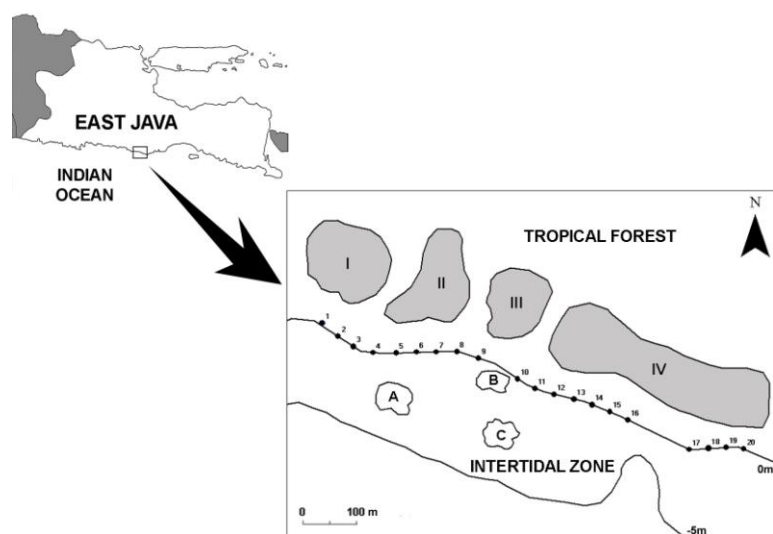 EAST JAVA
INDIAN
OCEAN
N
TROPICAL FOREST
I
II
III
IV
1
2
3
4
5
6
7
8
9
10
11
12
13
14
15
16
17
18
19
20
A
B
C
0m
INTERTIDAL ZONE
0 100 m
-5m